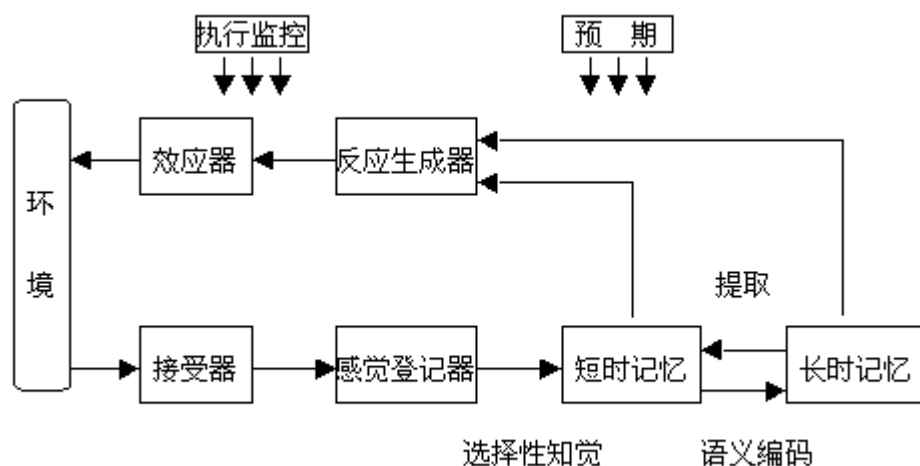 执行监控
预 期
效应器
反应生成器
环
境
提取
接受器
感觉登记器
短时记忆
长时记忆
选择性知觉
语义编码